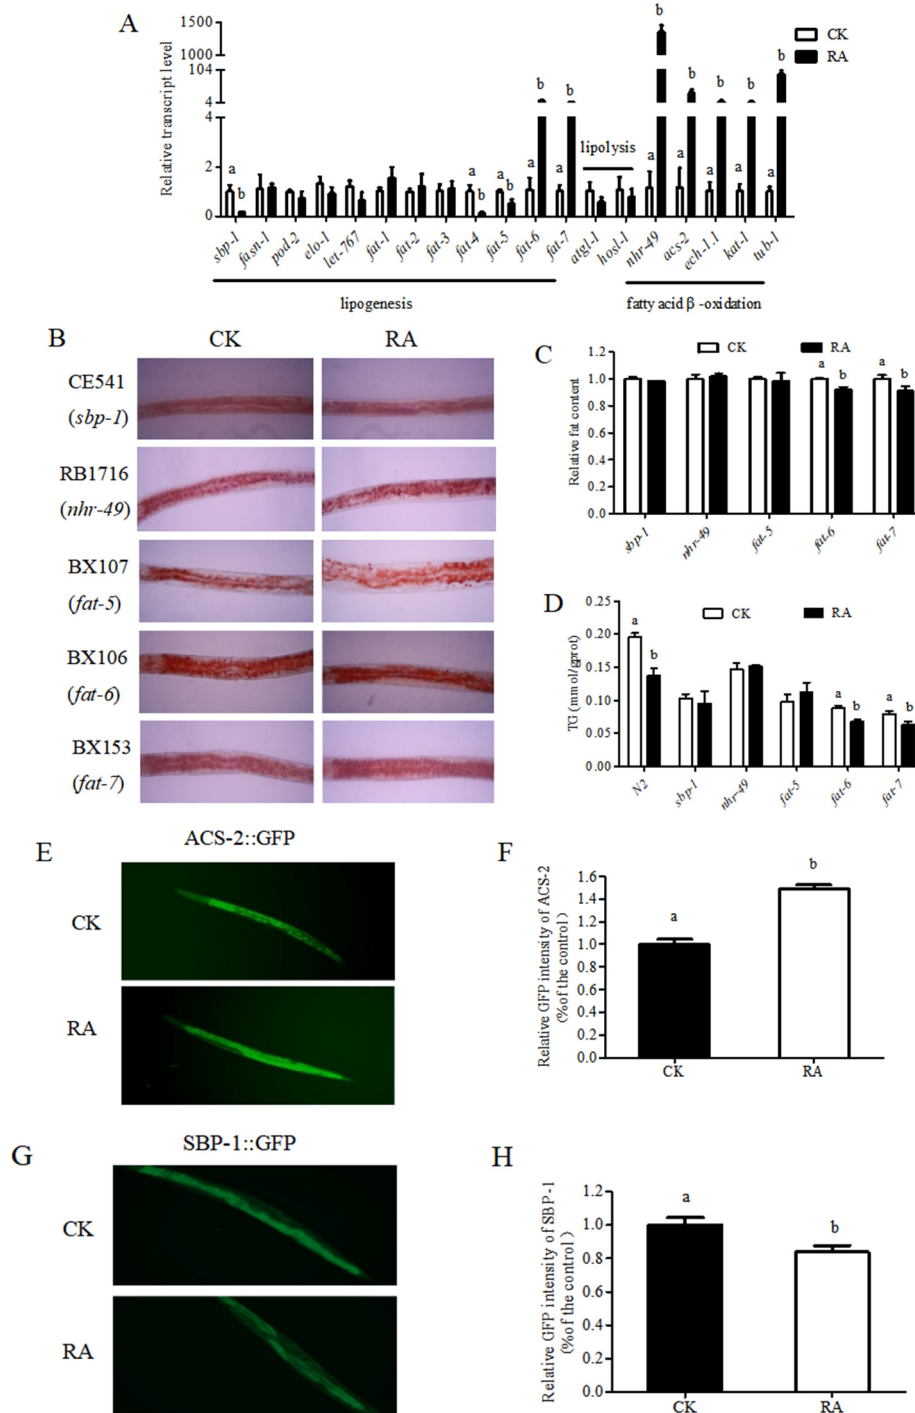 A
Relative transcript level
1500
1000
104
4
2
1
0
CK
RA
a b a b a b b b lipolysis a b a b a b a b a b
sbp-1 fasn-1 pod-2 elo-1 let-767 fat-1 fat-2 fat-3 fat-4 fat-5 fat-6 fat-7 atgl-1 hosl-1 nhr-49 acs-2 ech-1.1 kat-1 tub-1
lipogenesis
fatty acid β -oxidation
B
CK RA
CE541
(sbp-1)
RB1716
(nhr-49)
BX107
(fat-5)
BX106
(fat-6)
BX153
(fat-7)
C
CK RA
Relative fat content
1.2
1.0
0.8
0.6
0.4
0.2
0.0
a b a b
sbp-1 nhr-49 fat-5 fat-6 fat-7
D
CK RA
TG (mmol/gprot)
0.25
0.20
0.15
0.10
0.05
0.00
a b a b a b
N2 sbp-1 nhr-49 fat-5 fat-6 fat-7
E
ACS-2::GFP
CK
RA
F
Relative GFP intensity of ACS-2
(%of the control)
1.6
1.4
1.2
1.0
0.8
0.6
0.4
0.2
0.0
a b
CK RA
G
SBP-1::GFP
CK
RA
H
Relative GFP intensity of SBP-1
(%of the control)
1.2
1.0
0.8
0.6
0.4
0.2
0.0
a b
CK RA